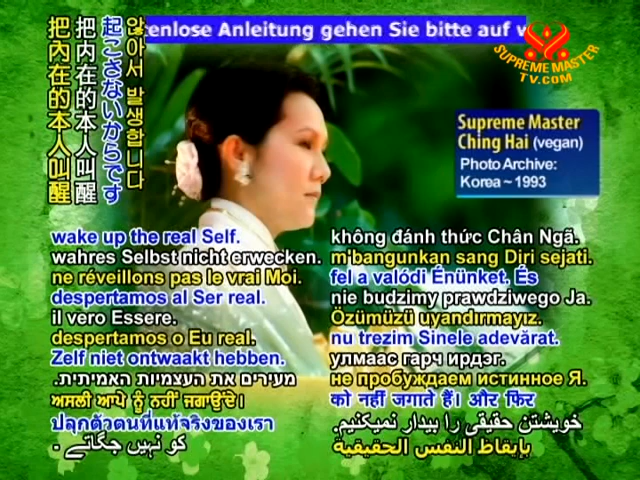 tenlose Anleitung gehen Sie bitte auf w
SUPREME MASTER
TV.COM
把內在的本人叫醒
把内在的本人叫醒
起こさないからです
않아서 발생합니다
Supreme Master
Ching Hai (vegan)
Photo Archive:
Korea ~ 1993
wake up the real Self.
wahres Selbst nicht erwecken.
ne réveillons pas le vrai Moi.
despertamos al Ser real.
il vero Essere.
despertamos o Eu real.
Zelf niet ontwaakt hebben.
מעירים את העצמיות האמיתית.
ਅਸਲੀ ਆਪੇ ਨੂੰ ਨਹੀਂ ਜਗਾਉਂਦੇ।
ปลุกตัวตนที่แท้จริงของเรา
کو نہیں جگاتے ۔
không đánh thức Chân Ngã.
m'bangunkan sang Diri sejati.
fel a valódi Énünket. És
nie budzimy prawdziwego Ja.
Özümüzü uyandırmayız.
nu trezim Sinele adevărat.
улмаас гарч ирдэг.
не пробуждаем истинное Я.
को नहीं जगाते हैं। और फिर
خویشتن حقیقی را بیدار نمیکنیم.
بإيقاظ النفس الحقيقية